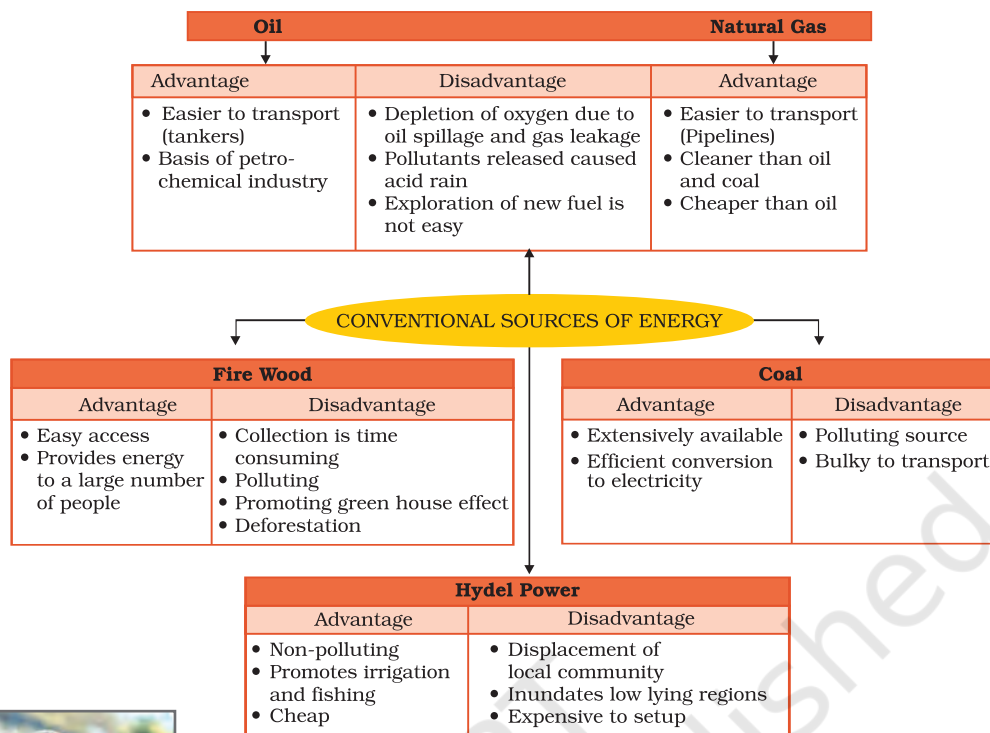 Oil Natural Gas
Advantage Disadvantage Advantage
• Easier to transport
(tankers)
• Basis of petro-
chemical industry
• Depletion of oxygen due to
oil spillage and gas leakage
• Pollutants released caused
acid rain
• Exploration of new fuel is
not easy
• Easier to transport
(Pipelines)
• Cleaner than oil
and coal
• Cheaper than oil
CONVENTIONAL SOURCES OF ENERGY
Fire Wood
Advantage Disadvantage
• Easy access
• Provides energy
to a large number
of people
• Collection is time
consuming
• Polluting
• Promoting green house effect
• Deforestation
Coal
Advantage Disadvantage
• Extensively available
• Efficient conversion
to electricity
• Polluting source
• Bulky to transport
Hydel Power
Advantage Disadvantage
• Non-polluting
• Promotes irrigation
and fishing
• Cheap
• Displacement of
local community
• Inundates low lying regions
• Expensive to setup